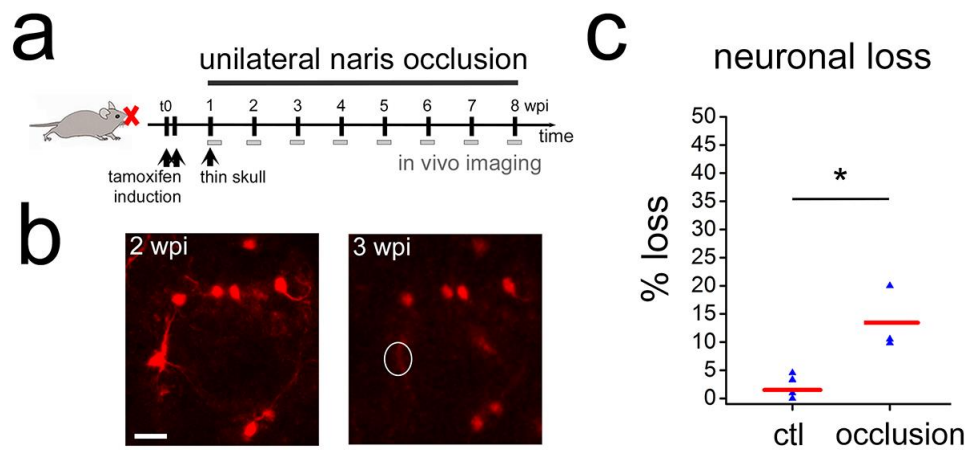 a
unilateral naris occlusion
t0 1 2 3 4 5 6 7 8 wpi
time
in vivo imaging
tamoxifen
induction
thin skull
b
2 wpi
3 wpi
c
neuronal loss
50
45
40
35
30
25
20
15
10
5
0
% loss
*
ctl occlusion